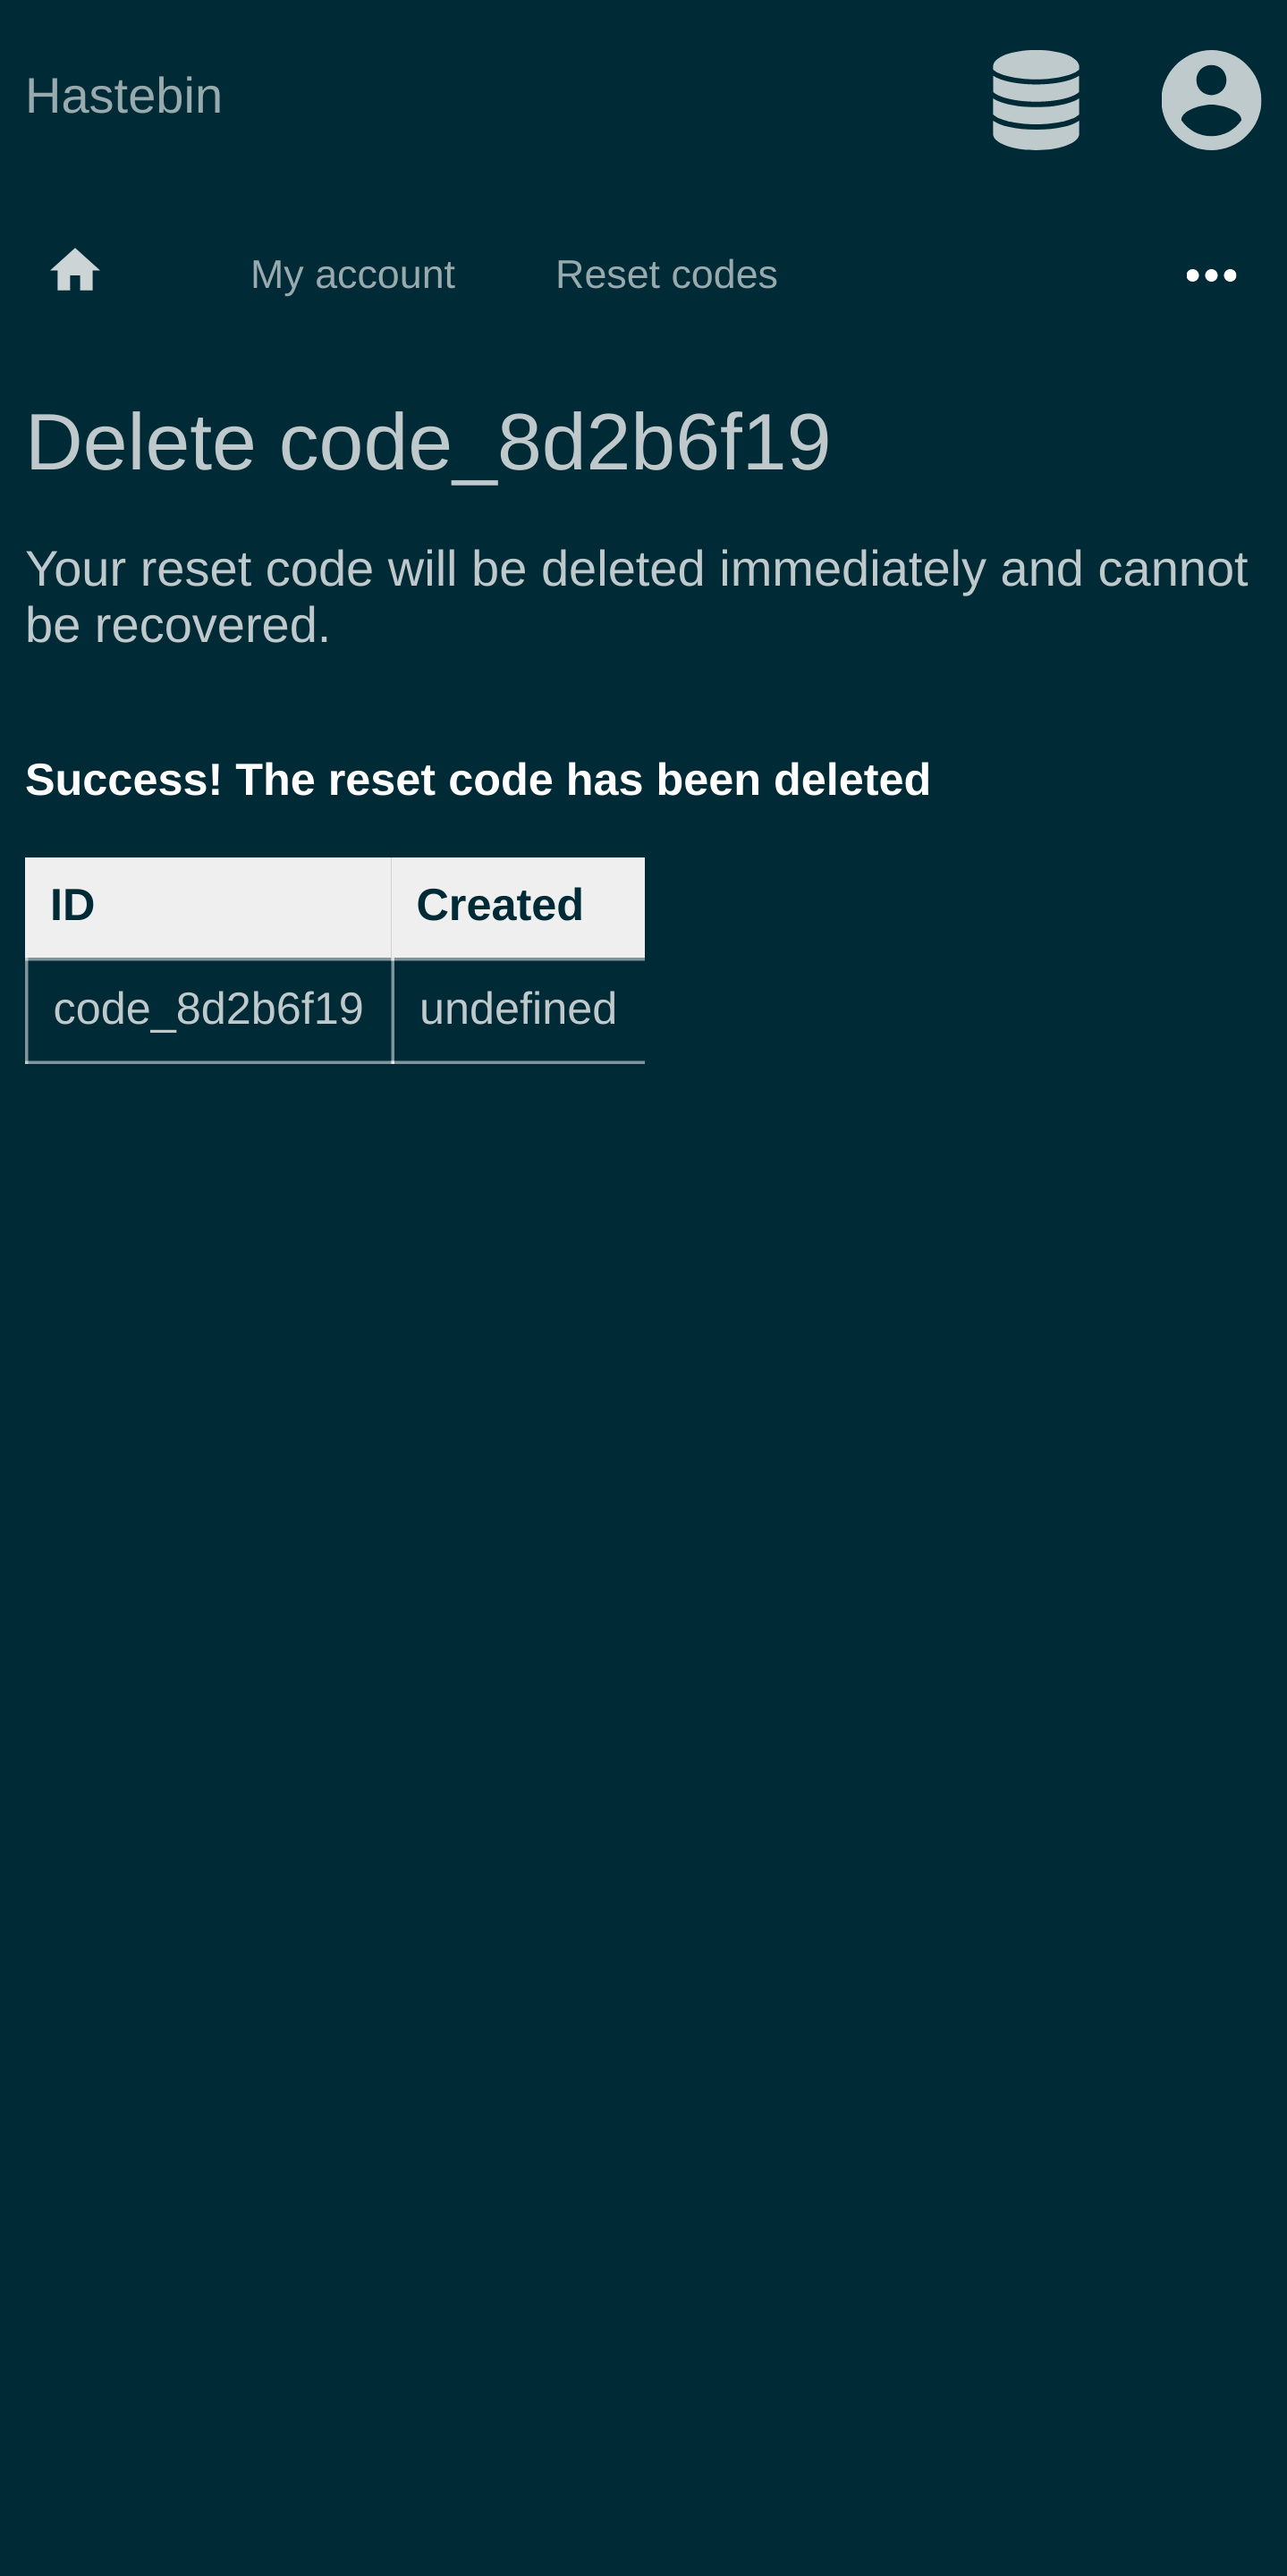 Hastebin
My account Reset codes
Delete code_8d2b6f19
Your reset code will be deleted immediately and cannot
be recovered.
Success! The reset code has been deleted
ID Created
code_8d2b6f19 undefined